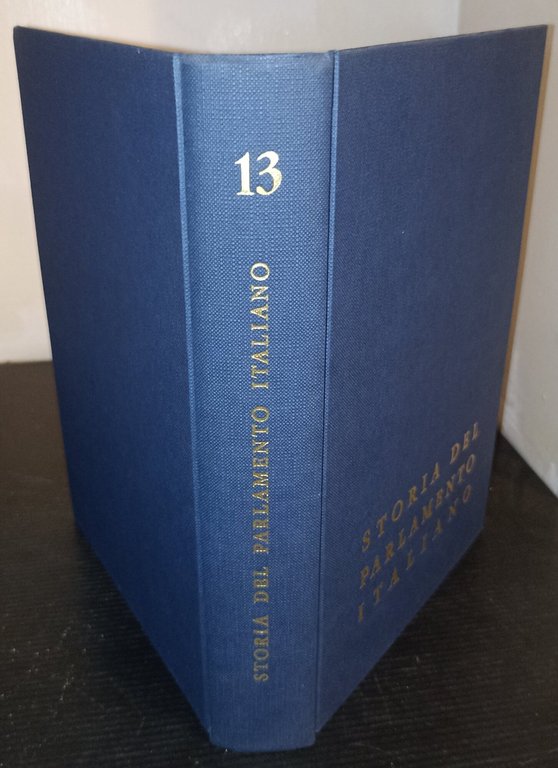 13
STORIA DEL PARLAMENTO ITALIANO
STORIA DEL
PARLAMENTO
ITALIANO